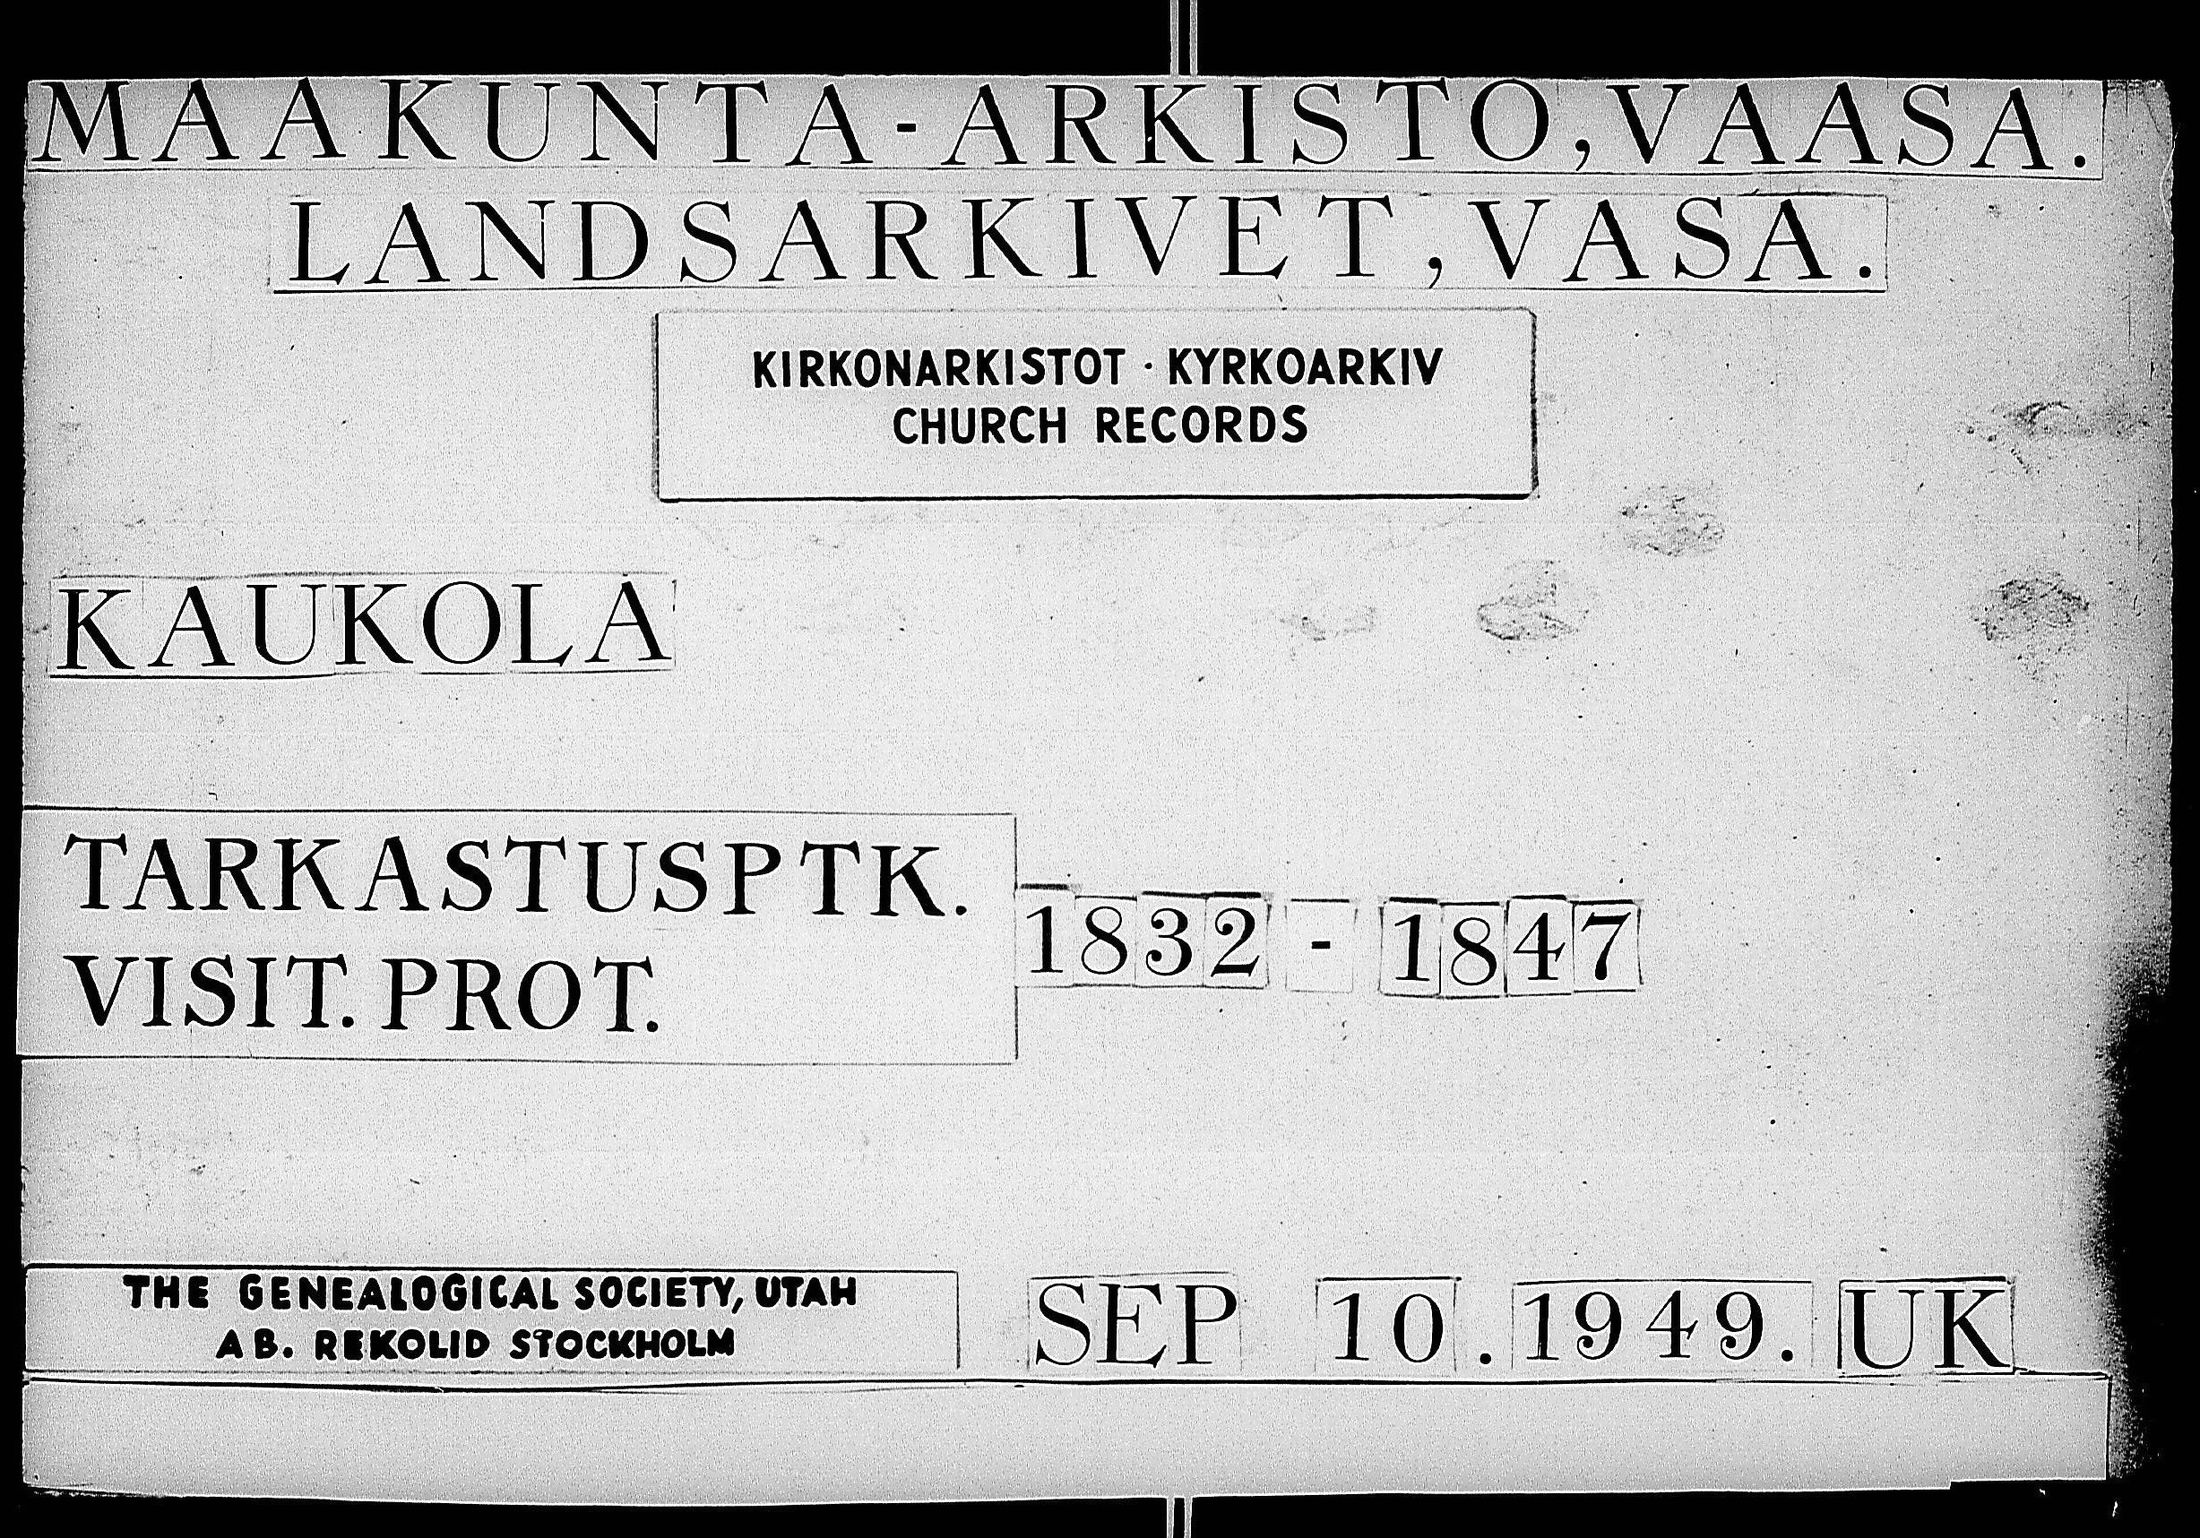 MAAKUNTA-ARKISTO,VAASA.
LANDSARKIVET,VASA.
KIRKONARKISTOT · KYRKOARKIV
CHURCH RECORDS
KAUKOLA
TARKASTUSPTK.
VISIT. PROT.
1832 - 1847
THE GENEALOGICAL SOCIETY, UTAH
AB. REKOLID STOCKHOLM
SEP 10. 1949. UK